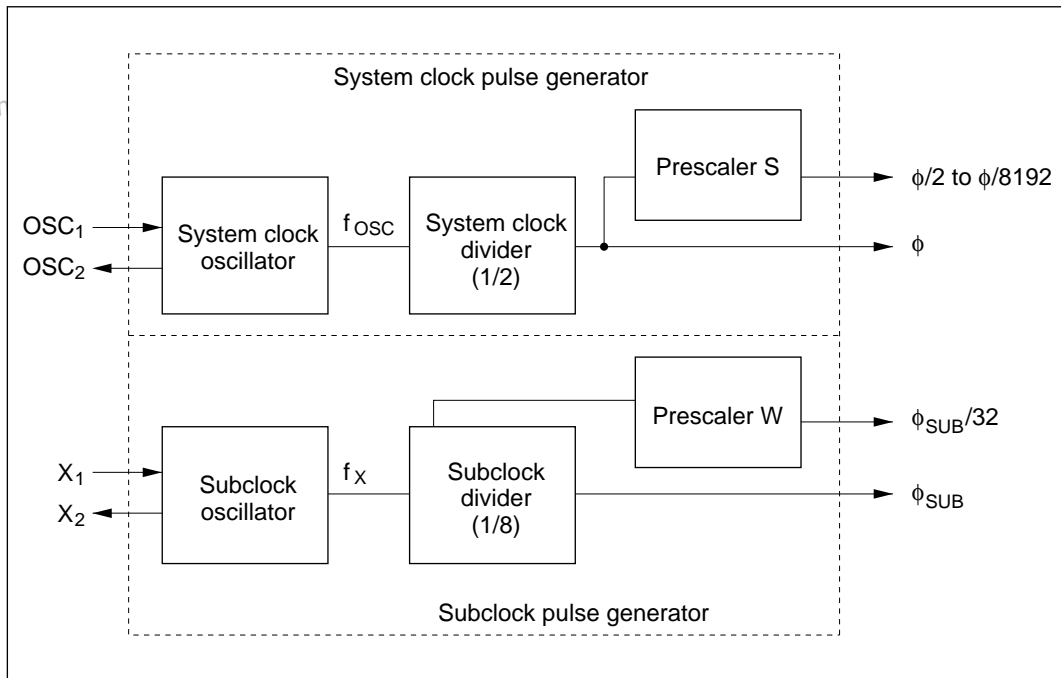 System clock pulse generator
Prescaler S
φ/2 to φ/8192
OSC1
System clock
oscillator
fOSC
System clock
divider
(1/2)
φ
OSC2
Prescaler W
φSUB/32
X1
Subclock
oscillator
fX
Subclock
divider
(1/8)
φSUB
X2
Subclock pulse generator